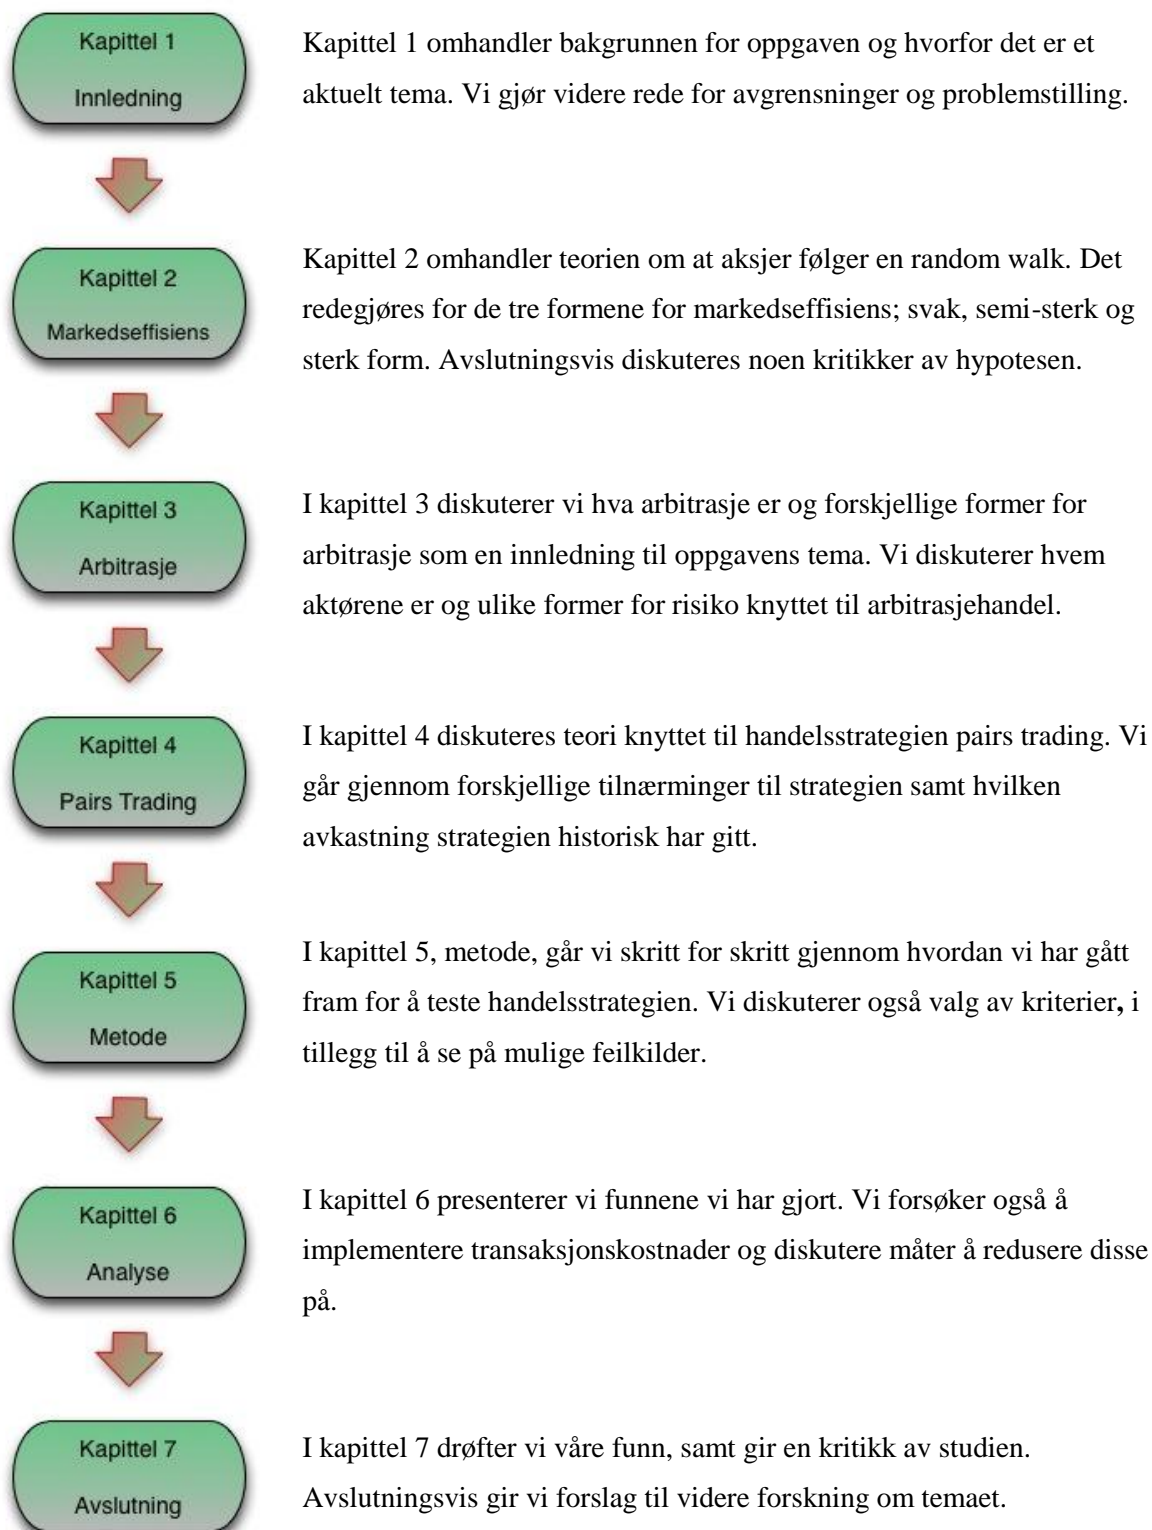 Kapittel 1
Innledning
Kapittel 1 omhandler bakgrunnen for oppgaven og hvorfor det er et
aktuelt tema. Vi gjør videre rede for avgrensninger og problemstilling.
Kapittel 2
Markedseffisiens
Kapittel 2 omhandler teorien om at aksjer følger en random walk. Det
redegjøres for de tre formene for markedseffisiens; svak, semi-sterk og
sterk form. Avslutningsvis diskuteres noen kritikker av hypotesen.
Kapittel 3
Arbitrasje
I kapittel 3 diskuterer vi hva arbitrasje er og forskjellige former for
arbitrasje som en innledning til oppgavens tema. Vi diskuterer hvem
aktørene er og ulike former for risiko knyttet til arbitrasjehandel.
Kapittel 4
Pairs Trading
I kapittel 4 diskuteres teori knyttet til handelsstrategien pairs trading. Vi
går gjennom forskjellige tilnærminger til strategien samt hvilken
avkastning strategien historisk har gitt.
Kapittel 5
Metode
I kapittel 5, metode, går vi skritt for skritt gjennom hvordan vi har gått
fram for å teste handelsstrategien. Vi diskuterer også valg av kriterier, i
tillegg til å se på mulige feilkilder.
Kapittel 6
Analyse
I kapittel 6 presenterer vi funnene vi har gjort. Vi forsøker også å
implementere transaksjonskostnader og diskutere måter å redusere disse
på.
Kapittel 7
Avslutning
I kapittel 7 drøfter vi våre funn, samt gir en kritikk av studien.
Avslutningsvis gir vi forslag til videre forskning om temaet.